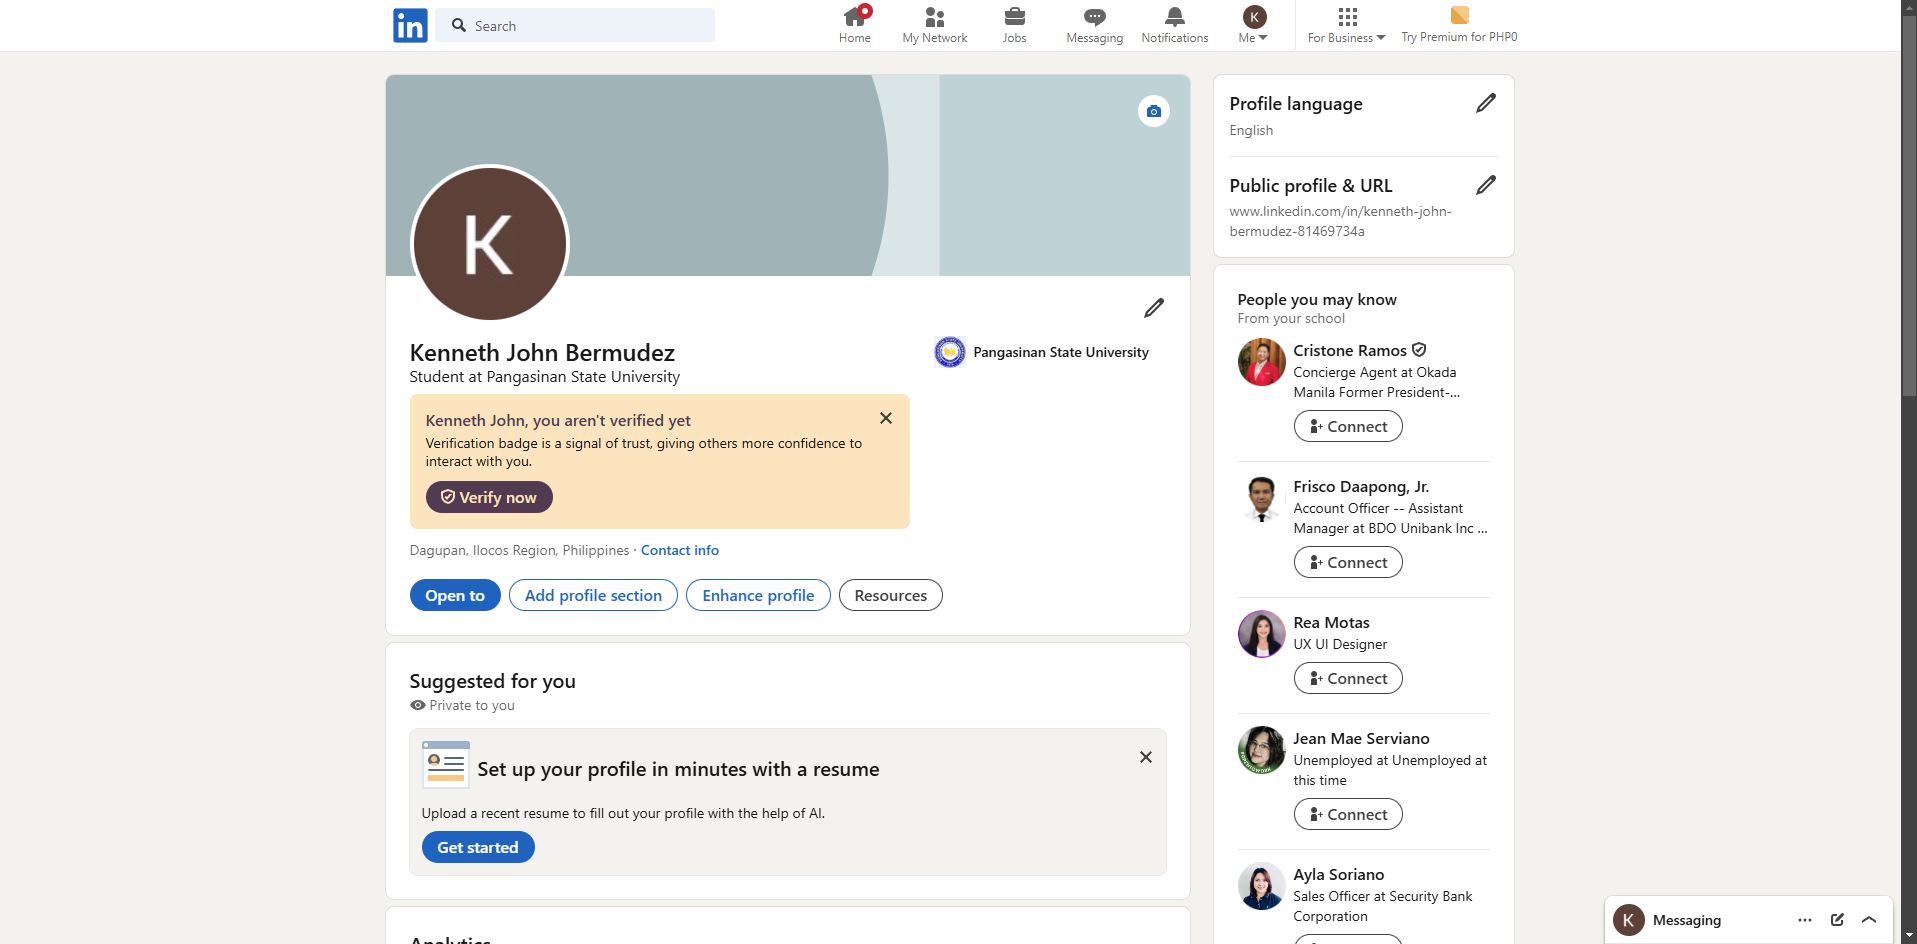 in
Search
Home
My Network
Jobs
Messaging
Notifications
K
Me
For Business
Try Premium for PHP0
K
Kenneth John Bermudez
Student at Pangasinan State University
Pangasinan State University
Kenneth John, you aren't verified yet
Verification badge is a signal of trust, giving others more confidence to
interact with you.
Verify now
Dagupan, Ilocos Region, Philippines · Contact info
Open to
Add profile section
Enhance profile
Resources
Suggested for you
Private to you
Set up your profile in minutes with a resume
Upload a recent resume to fill out your profile with the help of AI.
Get started
Analytics
Profile language
English
Public profile & URL
www.linkedin.com/in/kenneth-john-
bermudez-81469734a
People you may know
From your school
Cristone Ramos
Concierge Agent at Okada
Manila Former President-...
Connect
Frisco Daapong, Jr.
Account Officer -- Assistant
Manager at BDO Unibank Inc ...
Connect
Rea Motas
UX UI Designer
Connect
Jean Mae Serviano
Unemployed at Unemployed at
this time
Connect
Ayla Soriano
Sales Officer at Security Bank
Corporation
K
Messaging